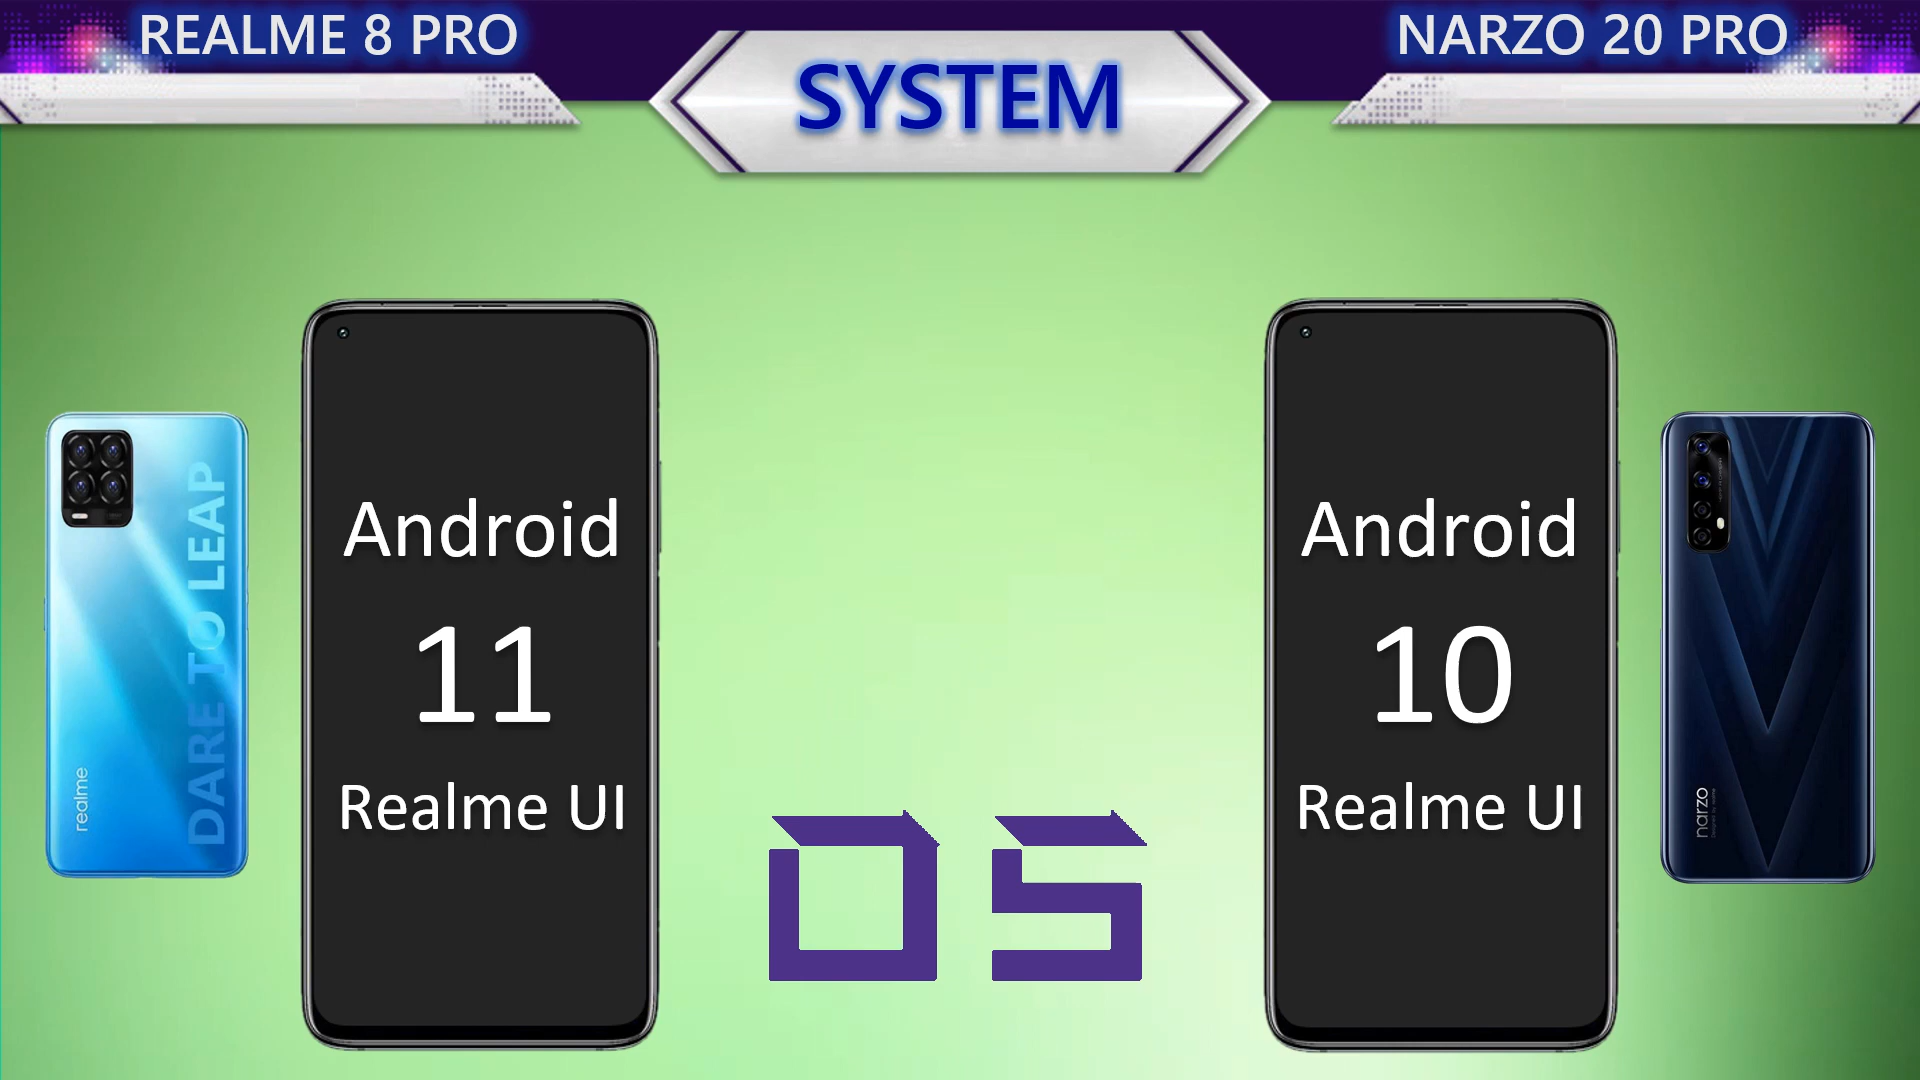 REALME 8 PRO
SYSTEM
NARZO 20 PRO
Android
11
Realme UI
Android
10
Realme UI
OS
DARE TO LEAP
realme
narzo